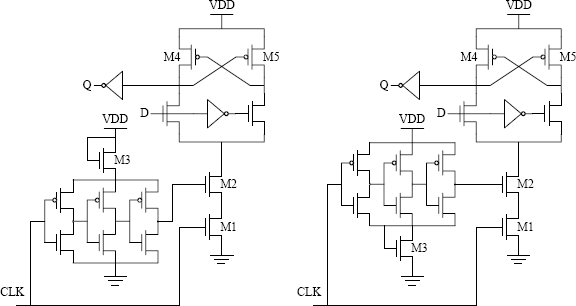 VDD VDD
M4 M5 M4 M5
Q Q
D D
VDD VDD
M3
M2 M2
M1 M1
M3
CLK CLK